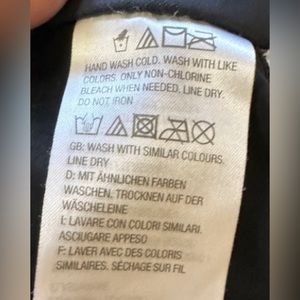 HAND WASH COLD. WASH WITH LIKE
COLORS. ONLY NON-CHLORINE
BLEACH WHEN NEEDED. LINE DRY.
DO NOT IRON
GB: WASH WITH SIMILAR COLOURS.
LINE DRY
D: MIT ÄHNLICHEN FARBEN
WASCHEN. TROCKNEN AUF DER
WÄSCHELEINE
I: LAVARE CON COLORI SIMILARI.
ASCIUGARE APPESO
F: LAVER AVEC DES COLORIS
SIMILAIRES. SÉCHAGE SUR FIL